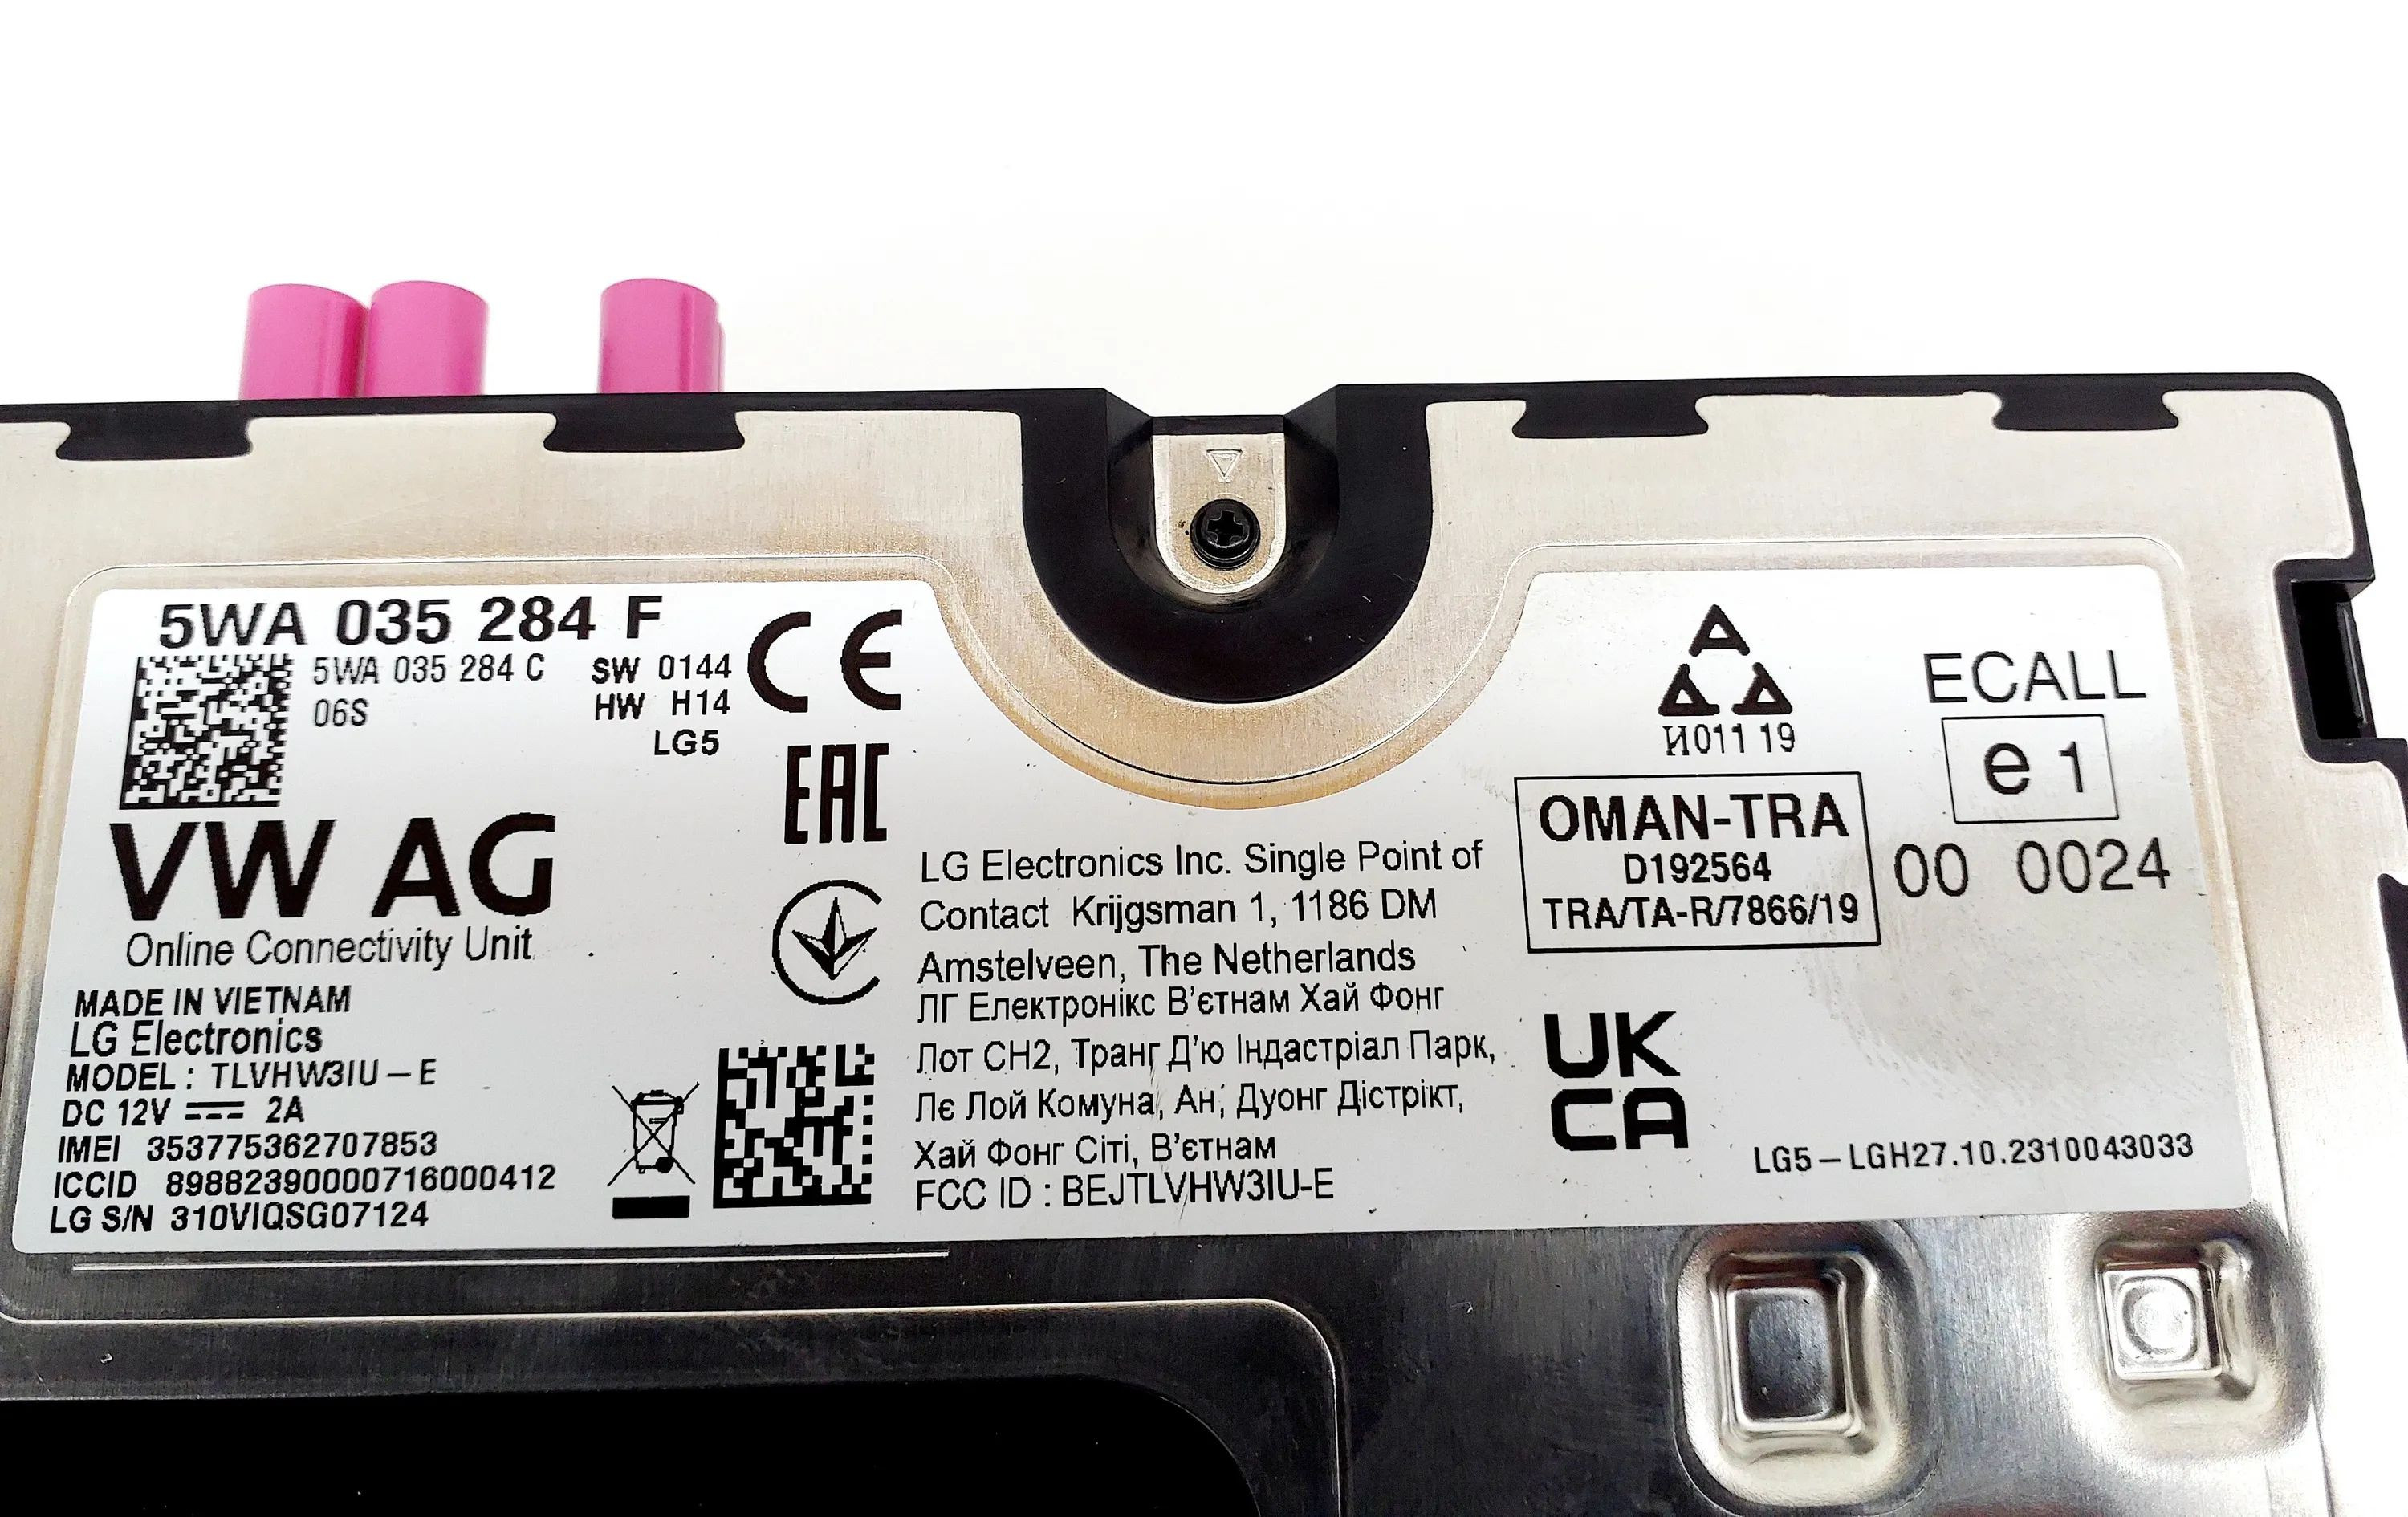 5WA 035 284 F
5WA 035 284 C
06S
SW 0144
HW H14
LG5
CE
EAC
VW AG
Online Connectivity Unit
MADE IN VIETNAM
LG Electronics
MODEL : TLVHW3IU – E
DC 12V ⎓ 2A
IMEI 353775362707853
ICCID 89882390000716000412
LG S/N 310VIQSG07124
LG Electronics Inc. Single Point of
Contact Krijgsman 1, 1186 DM
Amstelveen, The Netherlands
ЛГ Електронікс В'єтнам Хай Фонг
Лот СН2, Транг Д'ю Індастріал Парк,
Лє Лой Комуна, Ан, Дуонг Дістрікт,
Хай Фонг Сіті, В'єтнам
FCC ID : BEJTLVHW3IU-E
И011 19
OMAN-TRA
D192564
TRA/TA-R/7866/19
ECALL
e 1
00 0024
UK
CA
LG5 – LGH27.10.2310043033